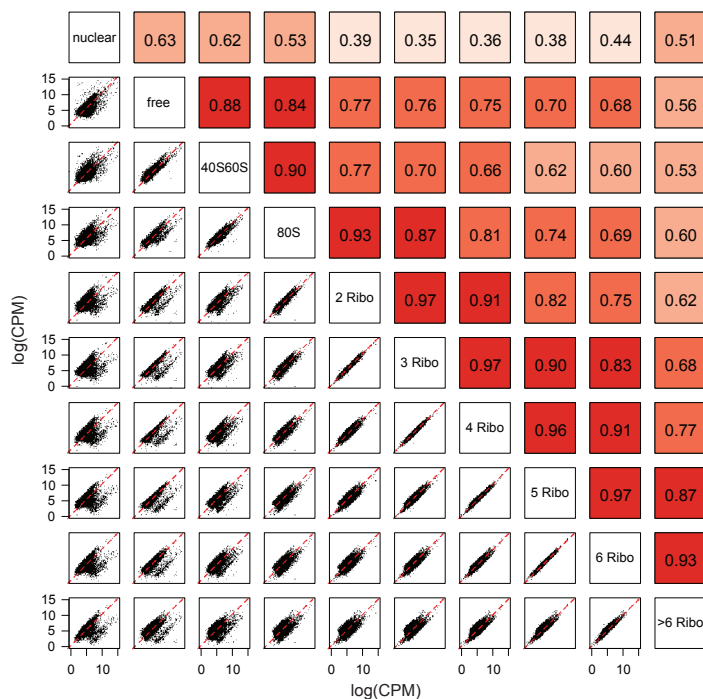 nuclear 0.63 0.62 0.53 0.39 0.35 0.36 0.38 0.44 0.51
15
10
5
0
free 0.88 0.84 0.77 0.76 0.75 0.70 0.68 0.56
40S60S 0.90 0.77 0.70 0.66 0.62 0.60 0.53
15
10
5
0
80S 0.93 0.87 0.81 0.74 0.69 0.60
log(CPM)
2 Ribo 0.97 0.91 0.82 0.75 0.62
15
10
5
0
3 Ribo 0.97 0.90 0.83 0.68
4 Ribo 0.96 0.91 0.77
15
10
5
0
5 Ribo 0.97 0.87
6 Ribo 0.93
15
10
5
0
>6 Ribo
0 10 0 10 0 10 0 10 0 10
log(CPM)